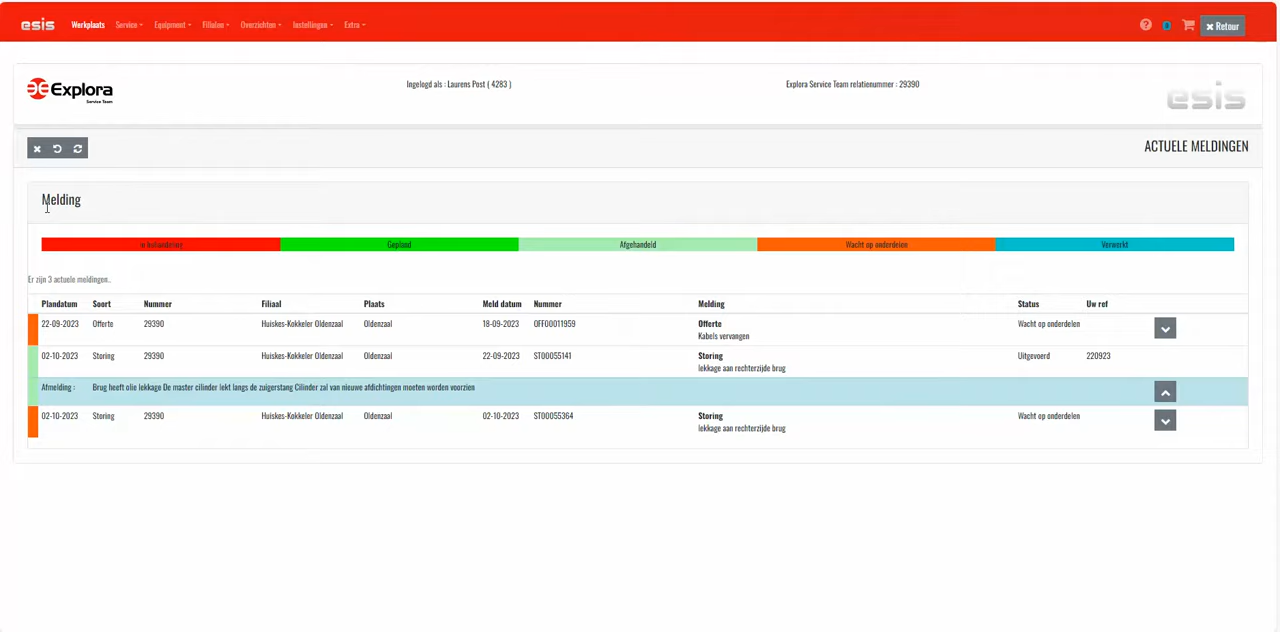 esis Werkplaats Service Equipment Filialen Overzichten Instellingen Extra Retour
Explora
Service Team
Ingelogd als : Laurens Post ( 4283 )
Explora Service Team relatienummer : 29390
esis
ACTUELE MELDINGEN
Melding
In behandeling Gepland Afgehandeld Wacht op onderdelen Verwerkt
Er zijn 3 actuele meldingen..
Plandatum Soort Nummer Filiaal Plaats Meld datum Nummer Melding Status Uw ref
22-09-2023 Offerte 29390 Huiskes-Kokkeler Oldenzaal Oldenzaal 18-09-2023 OFF00011959 Offerte Wacht op onderdelen
Kabels vervangen
02-10-2023 Storing 29390 Huiskes-Kokkeler Oldenzaal Oldenzaal 22-09-2023 ST00055141 Storing Uitgevoerd 220923
lekkage aan rechterzijde brug
Afmelding : Brug heeft olie lekkage De master cilinder lekt langs de zuigerstang Cilinder zal van nieuwe afdichtingen moeten worden voorzien
02-10-2023 Storing 29390 Huiskes-Kokkeler Oldenzaal Oldenzaal 02-10-2023 ST00055364 Storing Wacht op onderdelen
lekkage aan rechterzijde brug